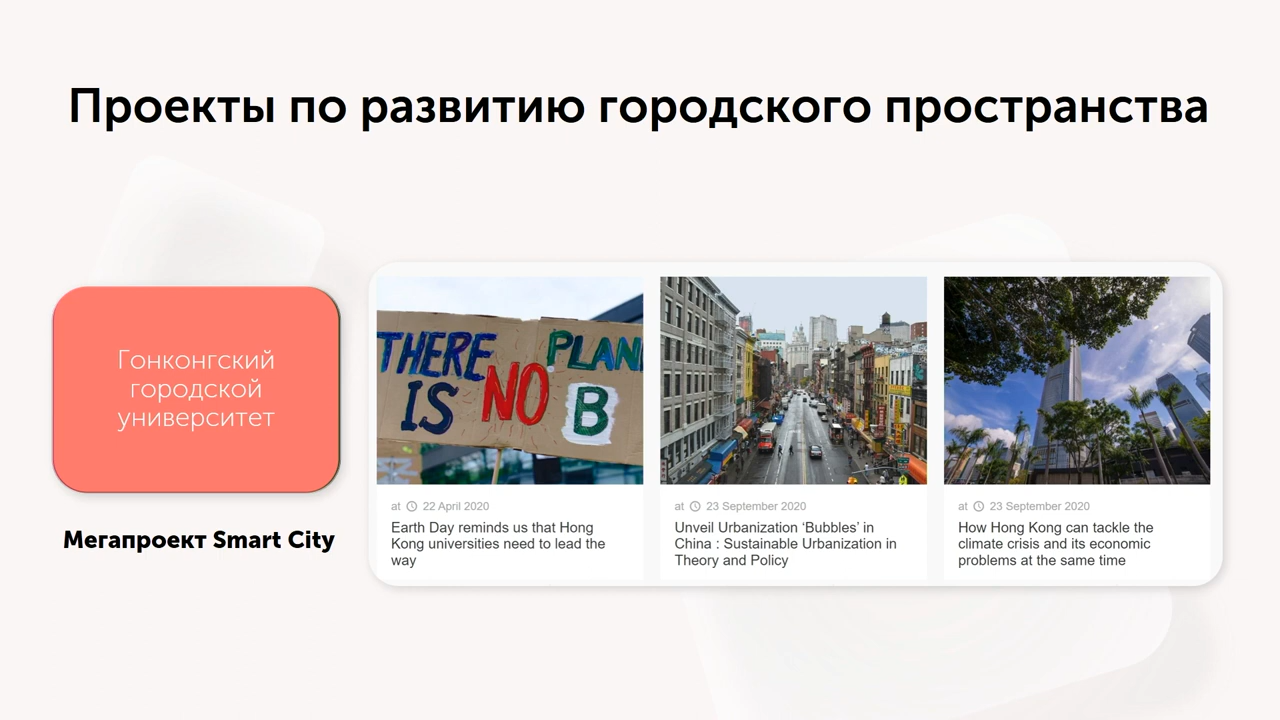 Проекты по развитию городского пространства
Гонконгский
городской
университет
Мегапроект Smart City
THERE PLAN
IS NO B
at 22 April 2020
Earth Day reminds us that Hong
Kong universities need to lead the
way
at 23 September 2020
Unveil Urbanization ‘Bubbles’ in
China : Sustainable Urbanization in
Theory and Policy
at 23 September 2020
How Hong Kong can tackle the
climate crisis and its economic
problems at the same time